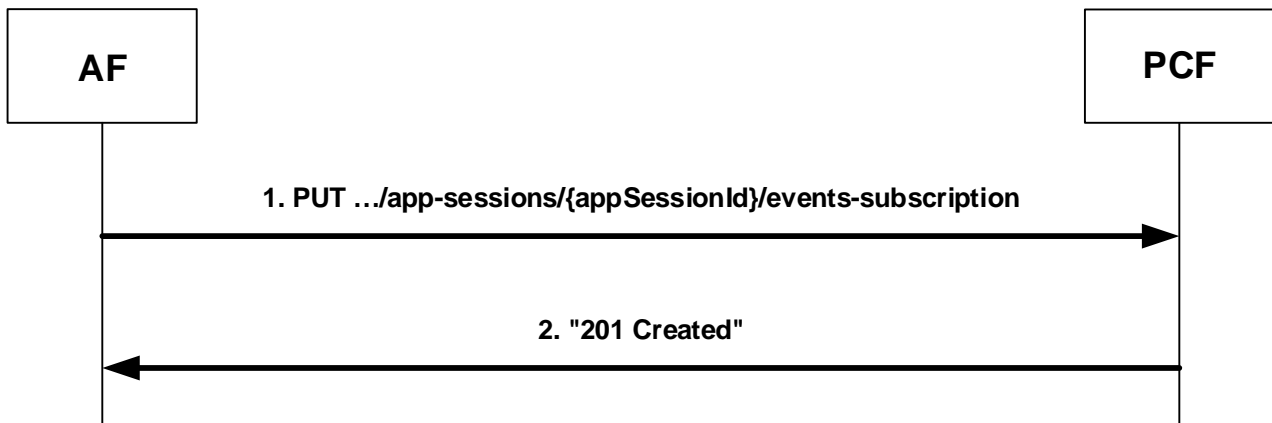 AF
PCF
1. PUT …/app-sessions/{appSessionId}/events-subscription
2. "201 Created"